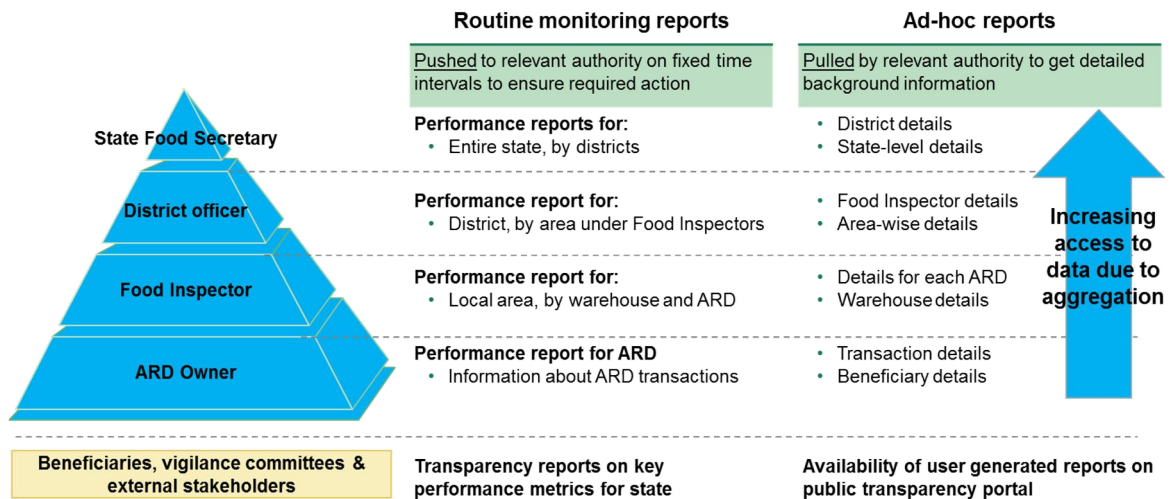 Routine monitoring reports
Ad-hoc reports
Pushed to relevant authority on fixed time
intervals to ensure required action
Pulled by relevant authority to get detailed
background information
State Food Secretary
Performance reports for:
• Entire state, by districts
• District details
• State-level details
District officer
Performance report for:
• District, by area under Food Inspectors
• Food Inspector details
• Area-wise details
Food Inspector
Performance report for:
• Local area, by warehouse and ARD
• Details for each ARD
• Warehouse details
ARD Owner
Performance report for ARD
• Information about ARD transactions
• Transaction details
• Beneficiary details
Increasing
access to
data due to
aggregation
Beneficiaries, vigilance committees &
external stakeholders
Transparency reports on key
performance metrics for state
Availability of user generated reports on
public transparency portal